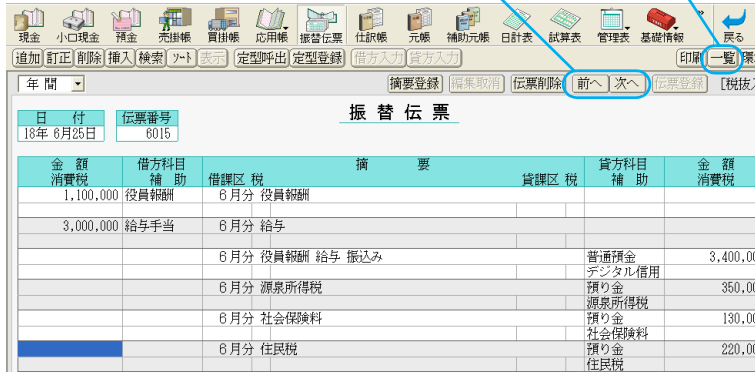 現金 小口現金 預金 売掛帳 買掛帳 応用帳 振替伝票 仕訳帳 元帳 補助元帳 日計表 試算表 管理表 基礎情報 » 戻る
追加 訂正 削除 挿入 検索 ソート 表示 定型呼出 定型登録 借方入力 貸方入力 印刷 一覧 環
年間 摘要登録 編集取消 伝票削除 前へ 次へ 伝票登録 [税抜入
振替伝票
日付 伝票番号
18年 6月25日 6015
金額 借方科目 摘要 貸方科目 金額
消費税 補助 借課区 税 貸課区 税 補助 消費税
1,100,000 役員報酬 6月分 役員報酬
3,000,000 給与手当 6月分 給与
6月分 役員報酬 給与 振込み 普通預金 3,400,00
デジタル信用
6月分 源泉所得税 預り金 350,00
源泉所得税
6月分 社会保険料 預り金 130,00
社会保険料
6月分 住民税 預り金 220,00
住民税